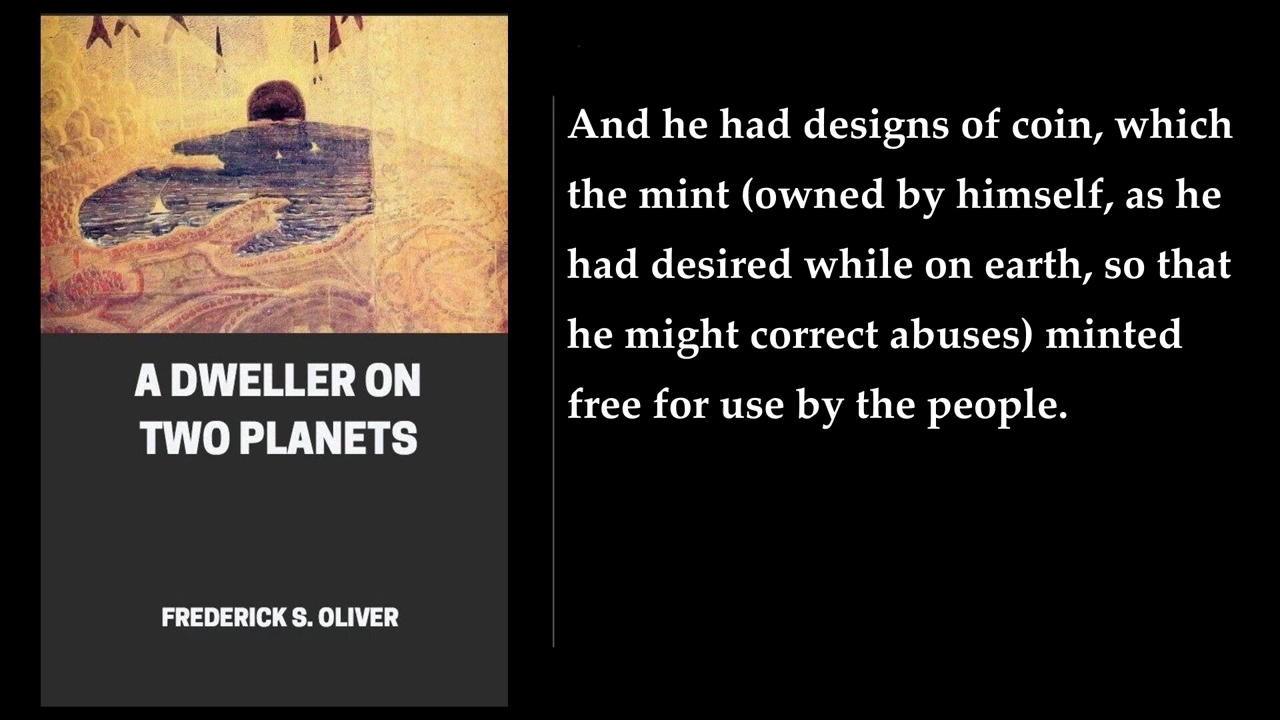 A DWELLER ON
TWO PLANETS
FREDERICK S. OLIVER
And he had designs of coin, which
the mint (owned by himself, as he
had desired while on earth, so that
he might correct abuses) minted
free for use by the people.